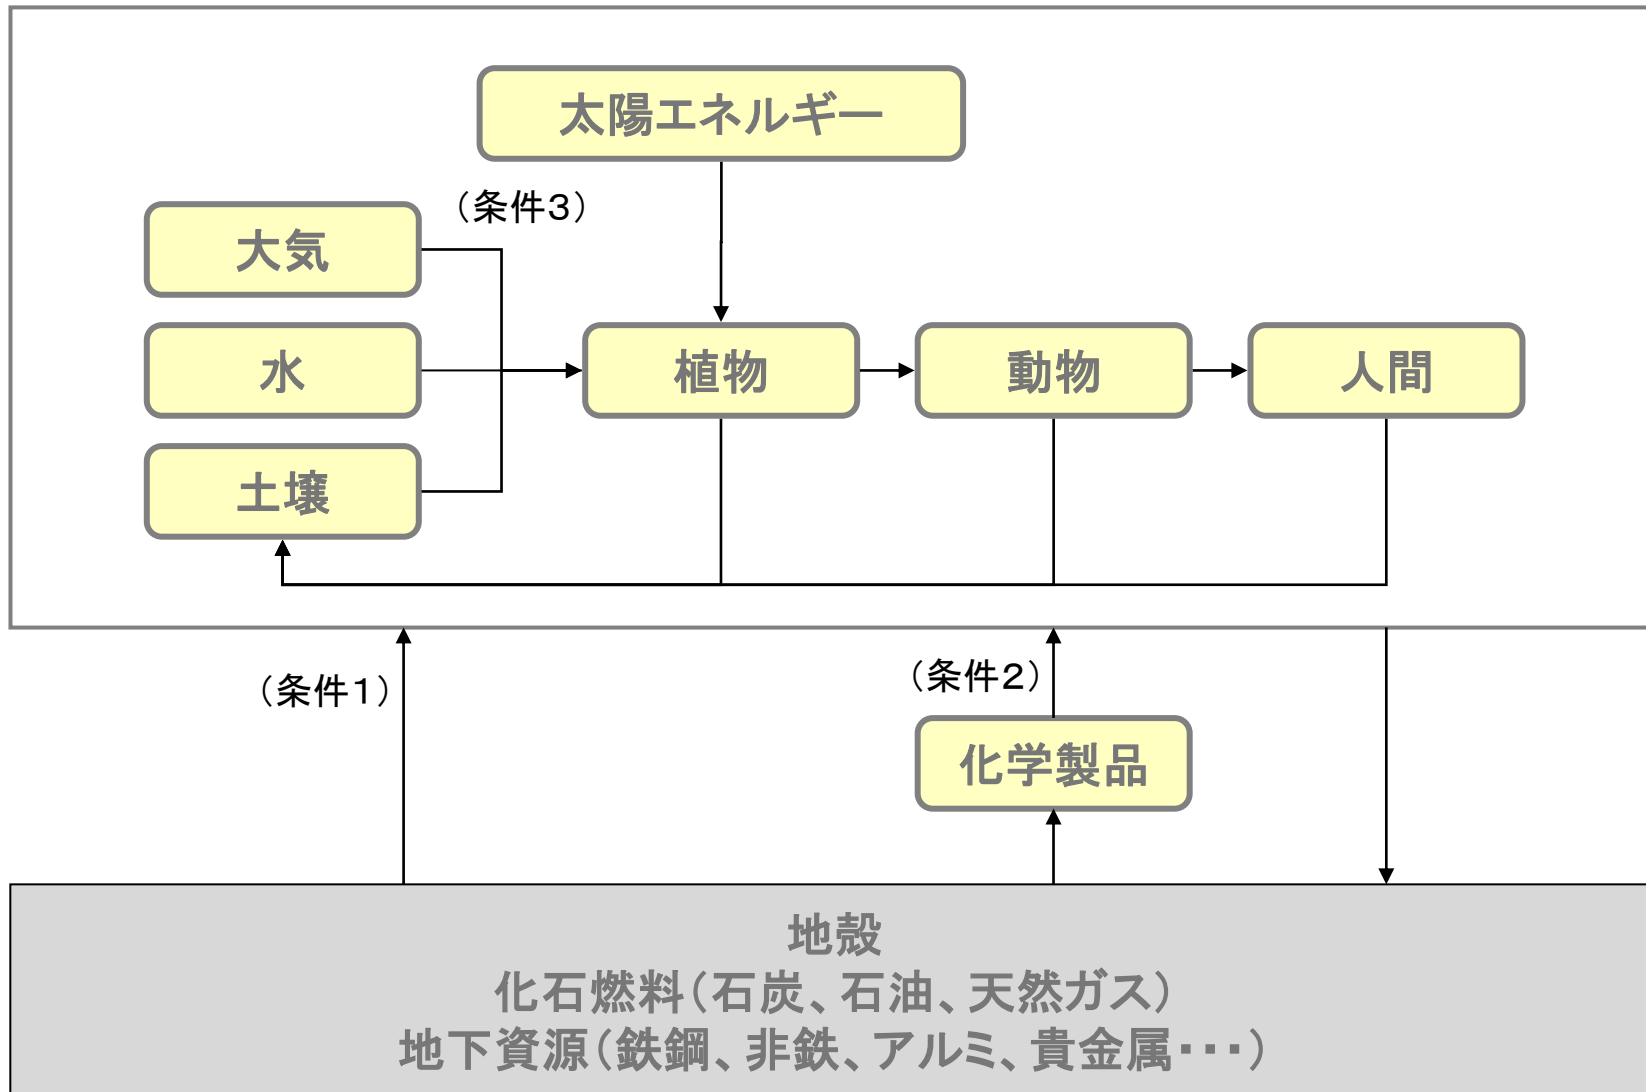 太陽エネルギー
（条件３）
大気
水
植物
動物
人間
土壌
（条件１）
（条件２）
化学製品
地殻
化石燃料（石炭、石油、天然ガス）
地下資源（鉄鋼、非鉄、アルミ、貴金属・・・）